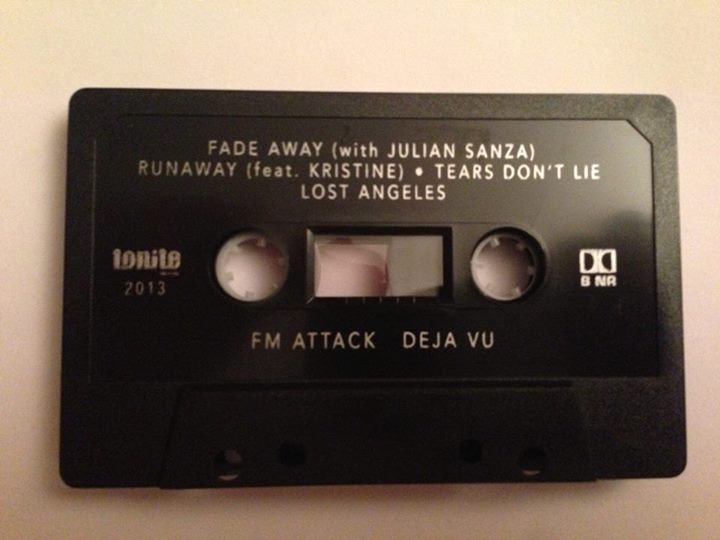 FADE AWAY (with JULIAN SANZA)
RUNAWAY (feat. KRISTINE) • TEARS DON'T LIE
LOST ANGELES
tonite
2013
B NR
FM ATTACK DEJA VU